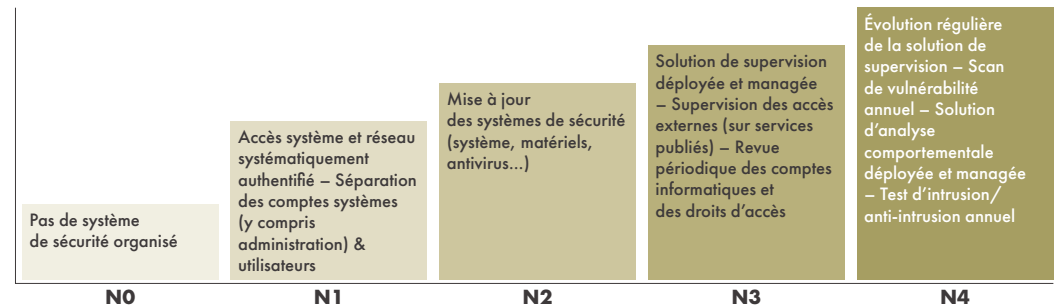 Pas de système
de sécurité organisé
Accès système et réseau
systématiquement
authentifié – Séparation
des comptes systèmes
(y compris
administration) &
utilisateurs
Mise à jour
des systèmes de sécurité
(système, matériels,
antivirus...)
Solution de supervision
déployée et managée
– Supervision des accès
externes (sur services
publiés) – Revue
périodique des comptes
informatiques et
des droits d’accès
Évolution régulière
de la solution de
supervision – Scan
de vulnérabilité
annuel – Solution
d’analyse
comportementale
déployée et managée
– Test d’intrusion/
anti-intrusion annuel
N0
N1
N2
N3
N4